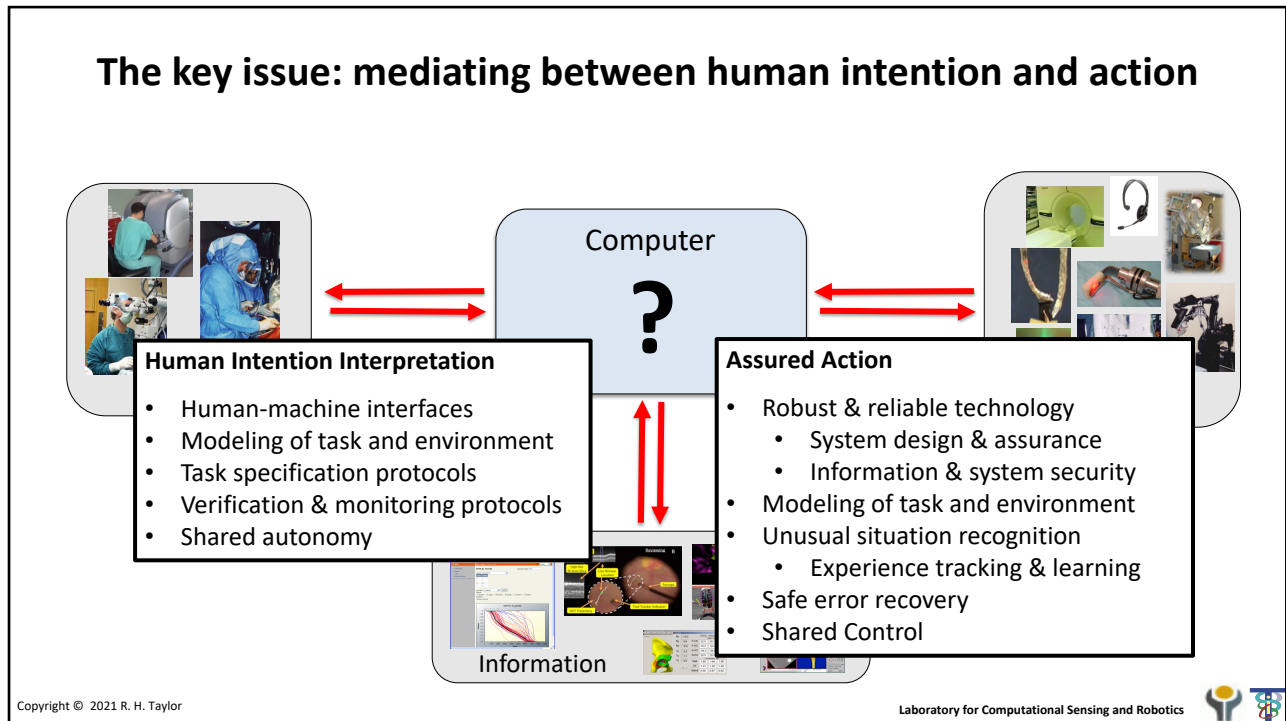 The key issue: mediating between human intention and action
Computer
?
Human Intention Interpretation
• Human-machine interfaces
• Modeling of task and environment
• Task specification protocols
• Verification & monitoring protocols
• Shared autonomy
Assured Action
• Robust & reliable technology
• System design & assurance
• Information & system security
• Modeling of task and environment
• Unusual situation recognition
• Experience tracking & learning
• Safe error recovery
• Shared Control
Information
Copyright © 2021 R. H. Taylor
Laboratory for Computational Sensing and Robotics